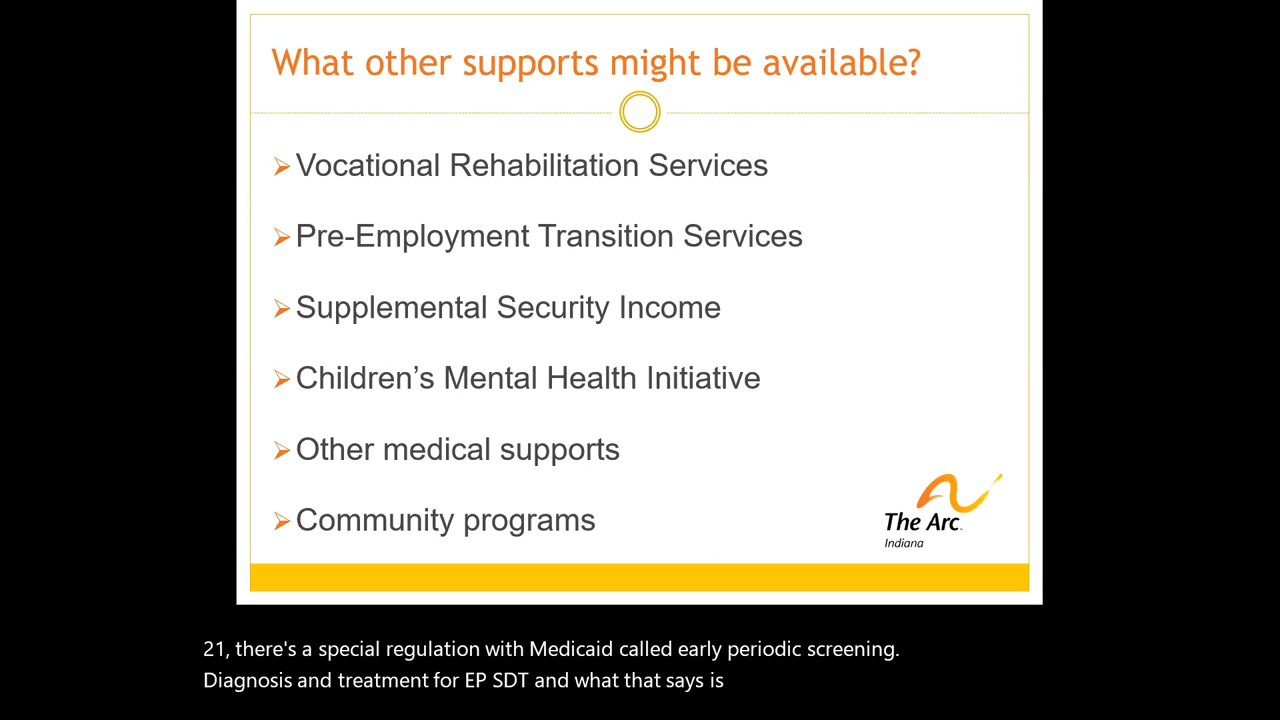 What other supports might be available?
Vocational Rehabilitation Services
Pre-Employment Transition Services
Supplemental Security Income
Children’s Mental Health Initiative
Other medical supports
Community programs
The Arc
Indiana
21, there's a special regulation with Medicaid called early periodic screening.
Diagnosis and treatment for EP SDT and what that says is